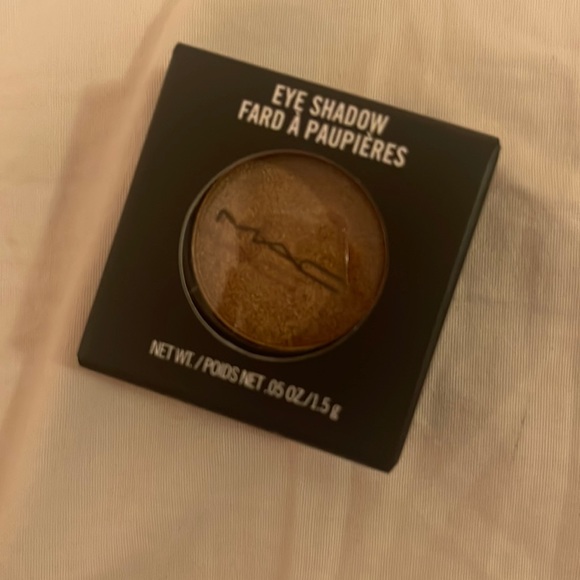 EYE SHADOW
FARD À PAUPIÈRES
MAC
NET WT. / POIDS NET .05 OZ./1.5 g